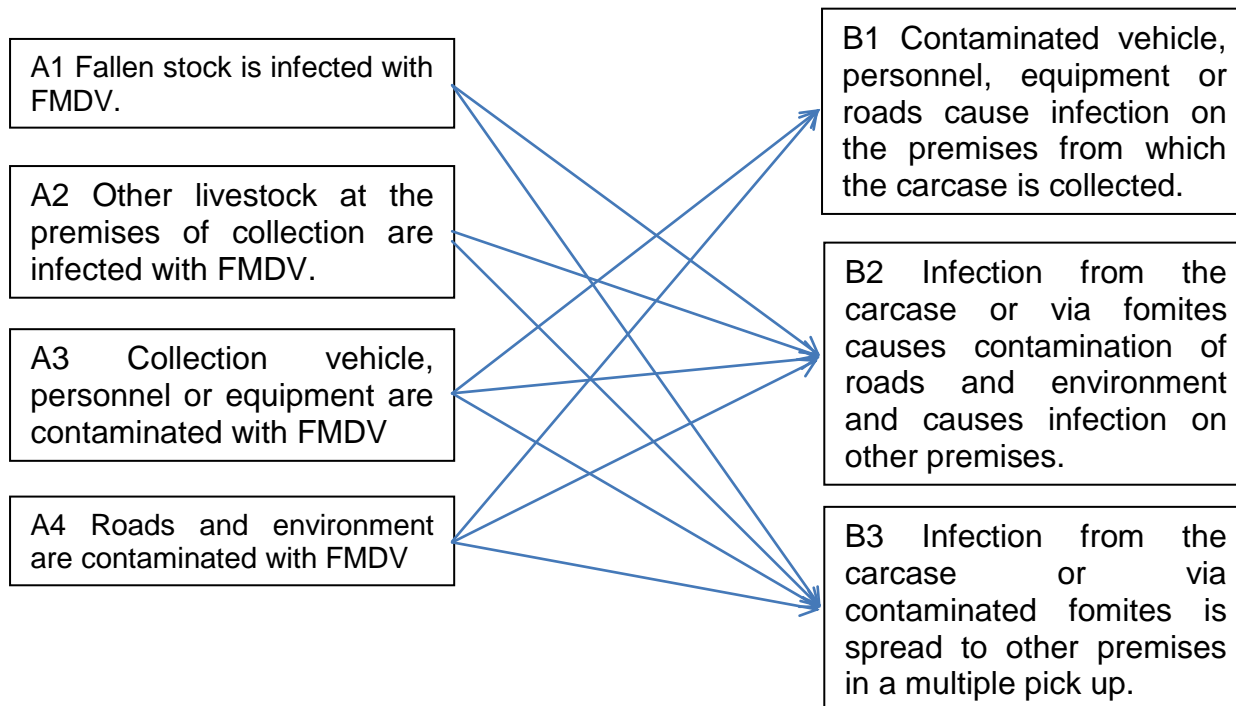 A1 Fallen stock is infected with
FMDV.
A2 Other livestock at the
premises of collection are
infected with FMDV.
A3 Collection vehicle,
personnel or equipment are
contaminated with FMDV
A4 Roads and environment
are contaminated with FMDV
B1 Contaminated vehicle,
personnel, equipment or
roads cause infection on
the premises from which
the carcase is collected.
B2 Infection from the
carcase or via fomites
causes contamination of
roads and environment
and causes infection on
other premises.
B3 Infection from the
carcase or via
contaminated fomites is
spread to other premises
in a multiple pick up.